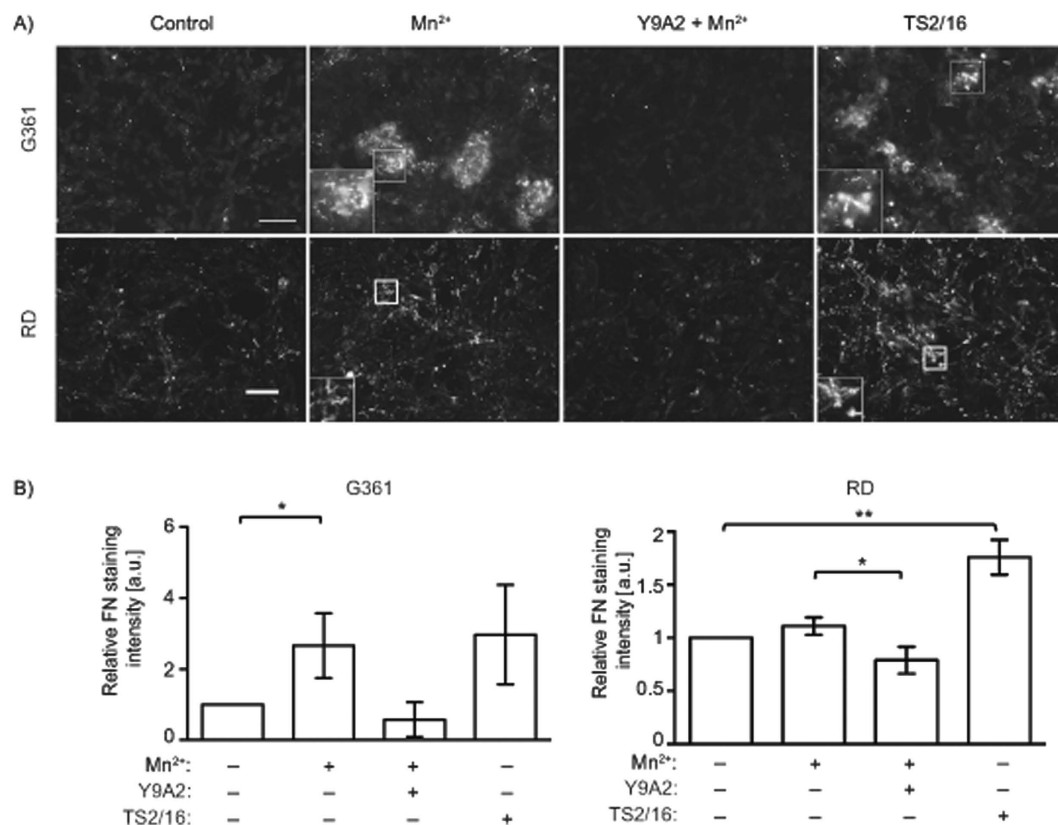 A)
Control Mn²⁺ Y9A2 + Mn²⁺ TS2/16
G361
RD
B)
G361
*
Relative FN staining
intensity [a.u.]
6
4
2
0
Mn²⁺: – + + –
Y9A2: – – + –
TS2/16: – – – +
RD
**
*
Relative FN staining
intensity [a.u.]
2
1.5
1
0.5
0
Mn²⁺: – + + –
Y9A2: – – + –
TS2/16: – – – +